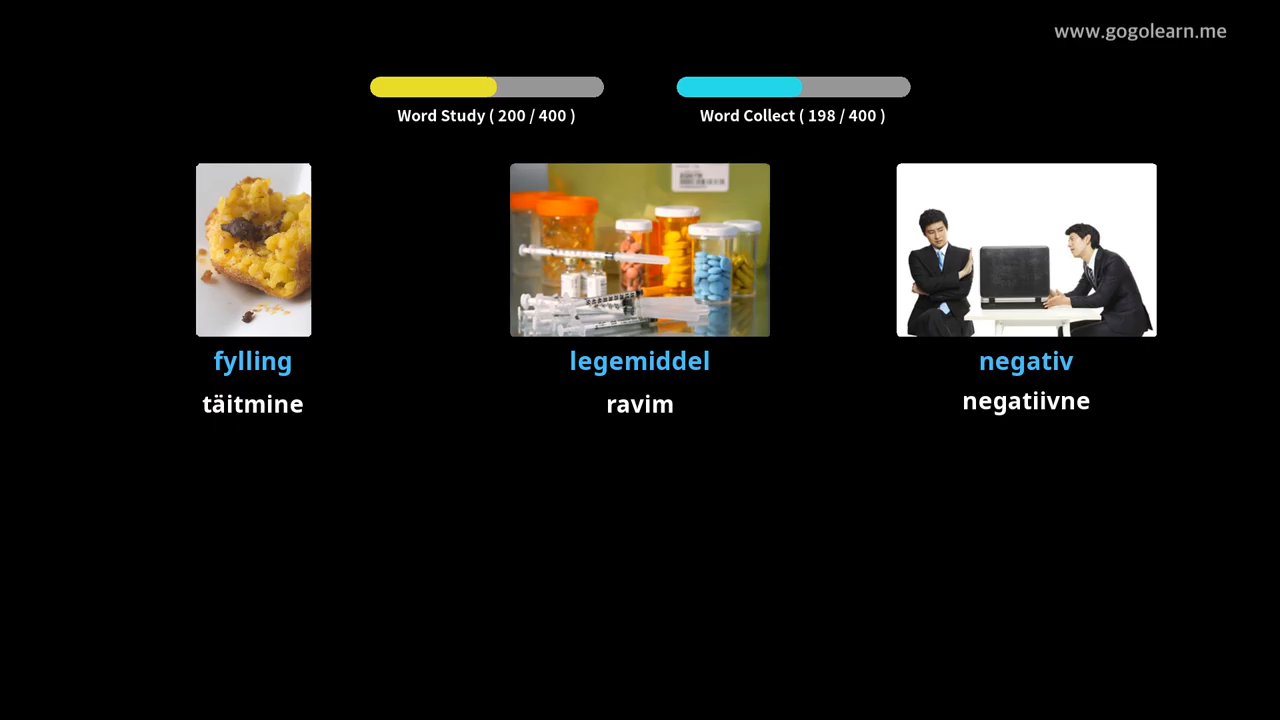 www.gogolearn.me
Word Study ( 200 / 400 )
Word Collect ( 198 / 400 )
fylling
legemiddel
negativ
täitmine
ravim
negatiivne